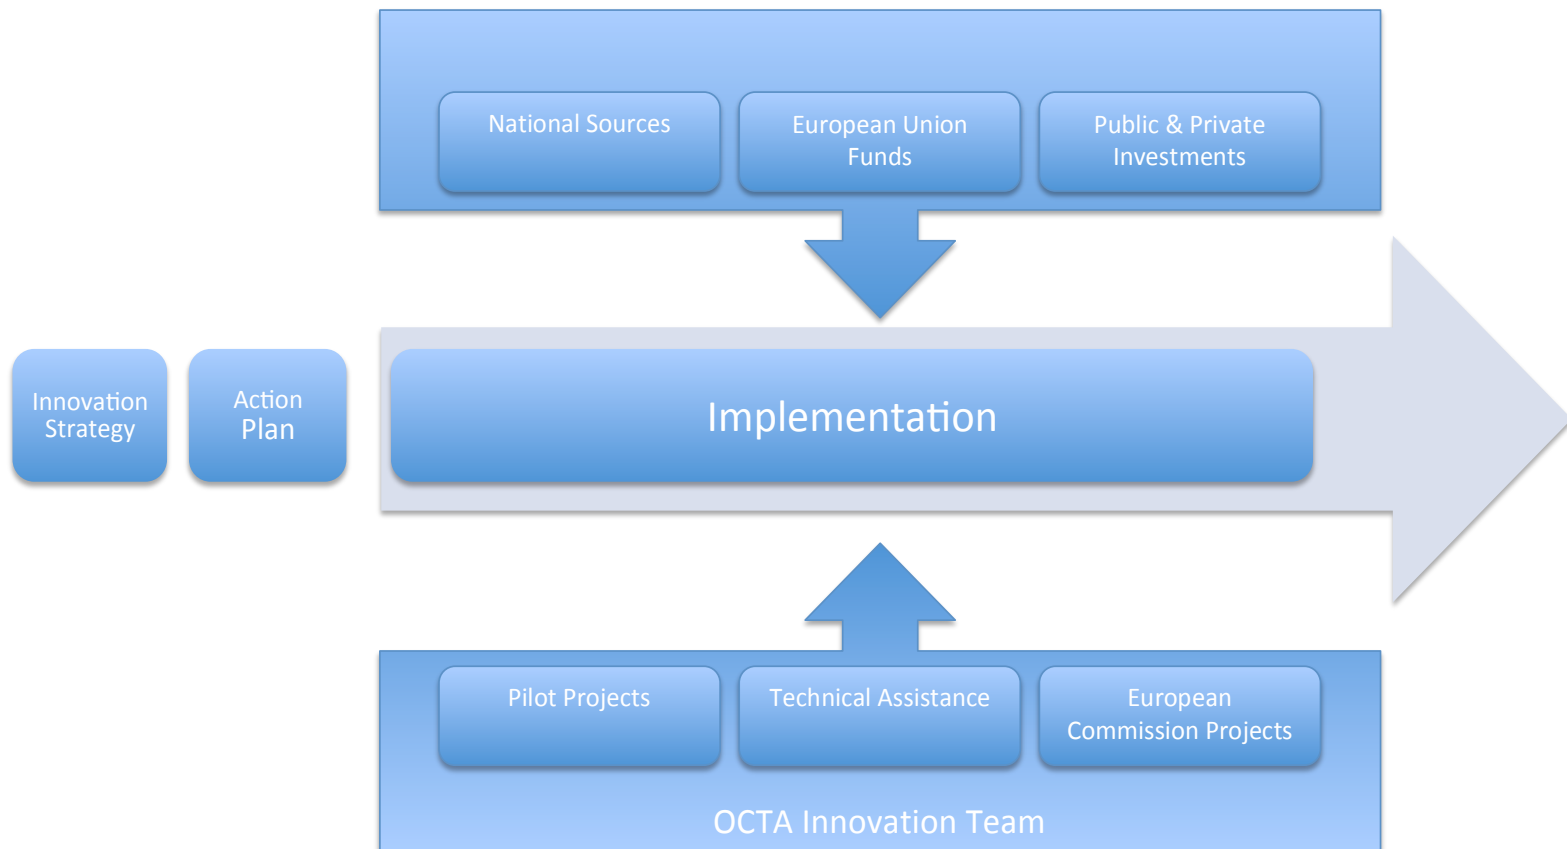 National Sources
European Union
Funds
Public & Private
Investments
Innovation
Strategy
Action
Plan
Implementation
Pilot Projects
Technical Assistance
European
Commission Projects
OCTA Innovation Team